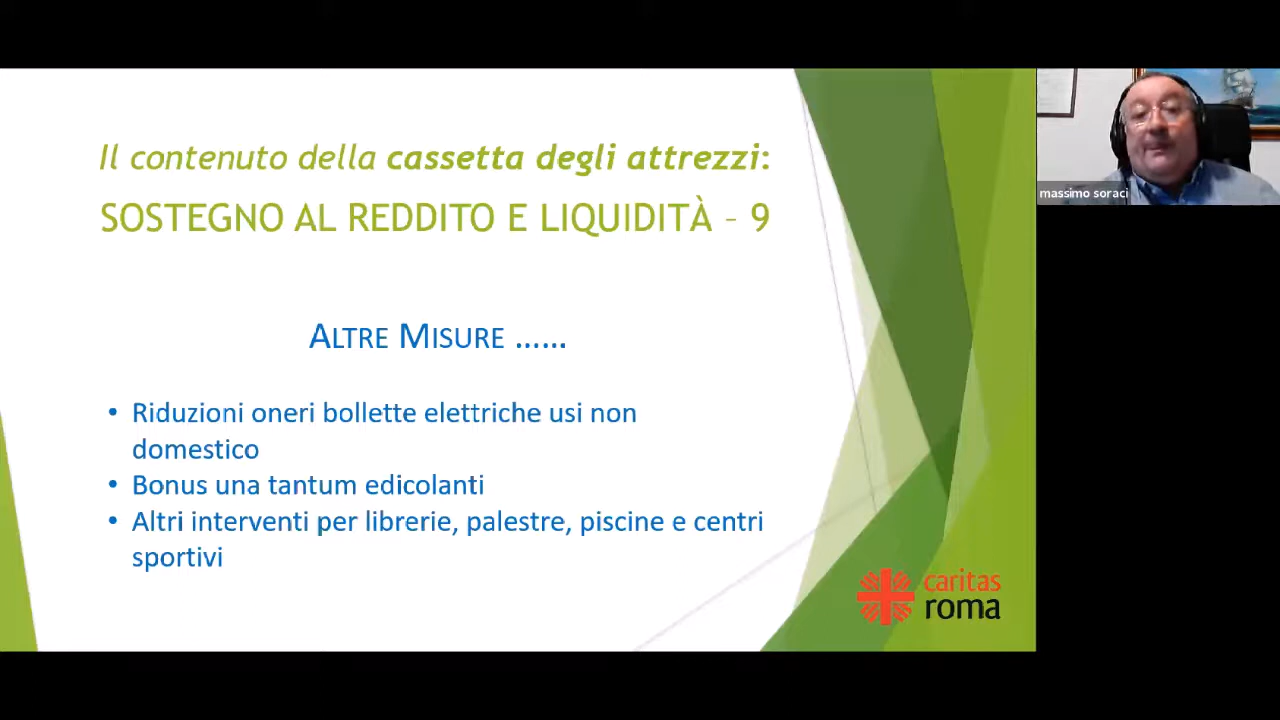 Il contenuto della cassetta degli attrezzi:
SOSTEGNO AL REDDITO E LIQUIDITÀ – 9
ALTRE MISURE ......
• Riduzioni oneri bollette elettriche usi non
domestico
• Bonus una tantum edicolanti
• Altri interventi per librerie, palestre, piscine e centri
sportivi
caritas
roma
massimo soraci